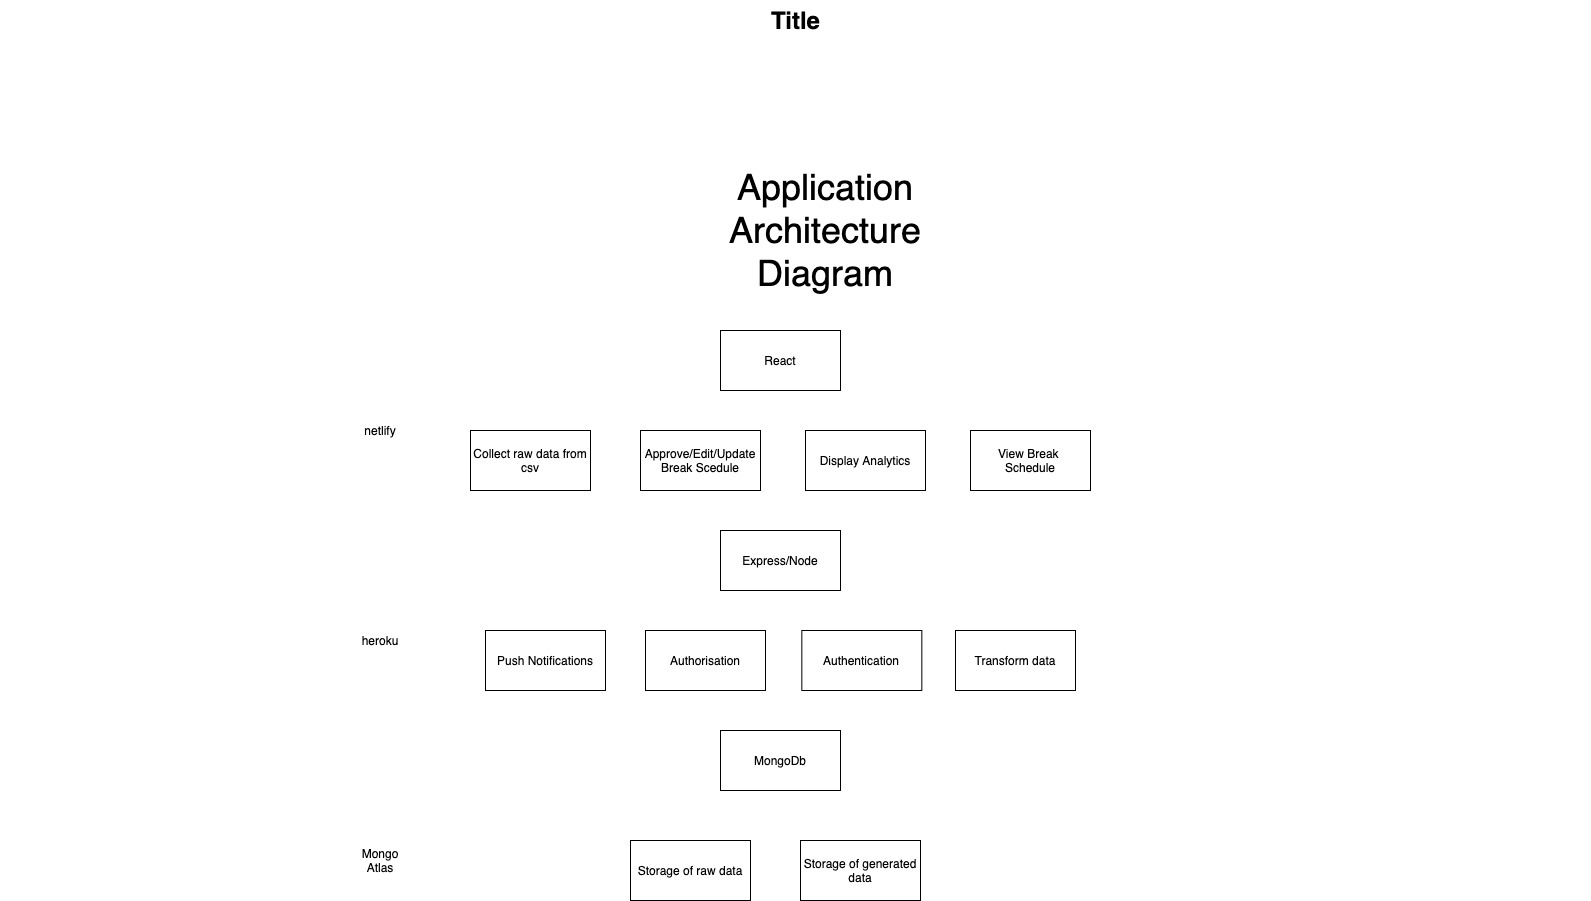 Title
Application
Architecture
Diagram
React
netlify
Collect raw data from
csv
Approve/Edit/Update
Break Scedule
Display Analytics
View Break
Schedule
Express/Node
heroku
Push Notifications
Authorisation
Authentication
Transform data
MongoDb
Mongo
Atlas
Storage of raw data
Storage of generated
data